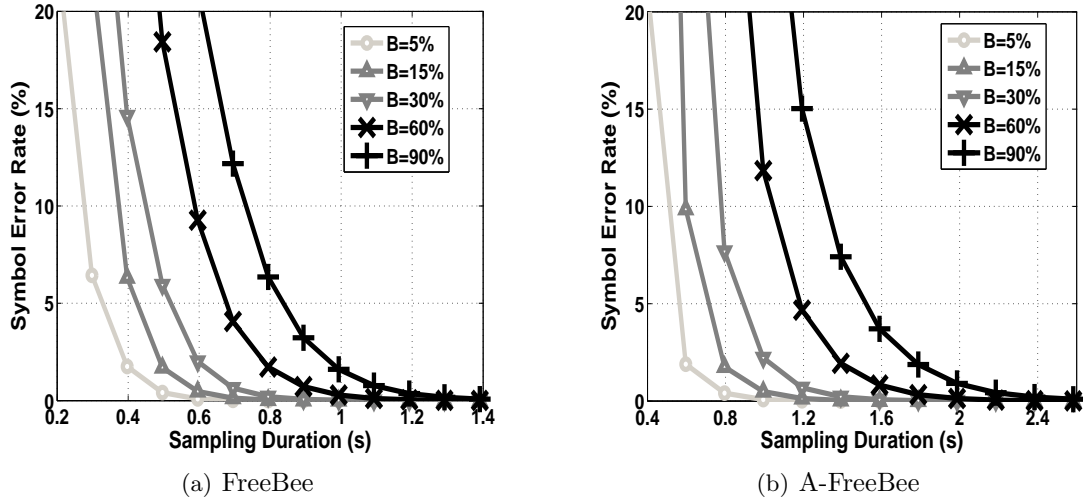 20
15
10
5
0
0.2 0.4 0.6 0.8 1 1.2 1.4
Symbol Error Rate (%)
Sampling Duration (s)
B=5%
B=15%
B=30%
B=60%
B=90%
(a) FreeBee
20
15
10
5
0
0.4 0.8 1.2 1.6 2 2.4
Symbol Error Rate (%)
Sampling Duration (s)
B=5%
B=15%
B=30%
B=60%
B=90%
(b) A-FreeBee